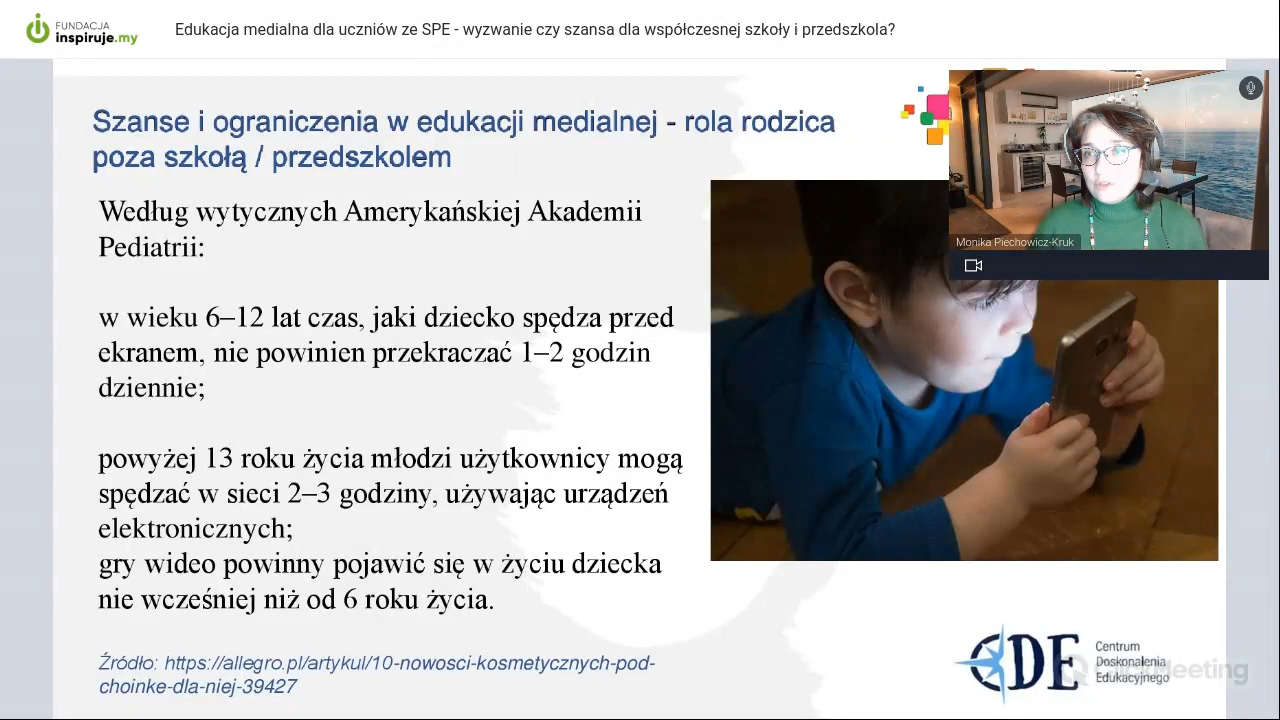 FUNDACJA
inspiruje.my
Edukacja medialna dla uczniów ze SPE - wyzwanie czy szansa dla współczesnej szkoły i przedszkola?
Szanse i ograniczenia w edukacji medialnej - rola rodzica
poza szkołą / przedszkolem
Według wytycznych Amerykańskiej Akademii
Pediatrii:
w wieku 6–12 lat czas, jaki dziecko spędza przed
ekranem, nie powinien przekraczać 1–2 godzin
dziennie;
powyżej 13 roku życia młodzi użytkownicy mogą
spędzać w sieci 2–3 godziny, używając urządzeń
elektronicznych;
gry wideo powinny pojawić się w życiu dziecka
nie wcześniej niż od 6 roku życia.
Źródło: https://allegro.pl/artykul/10-nowosci-kosmetycznych-pod-
choinke-dla-niej-39427
Monika Piechowicz-Kruk
CDE
Centrum
Doskonalenia
Edukacyjnego
ClickMeeting